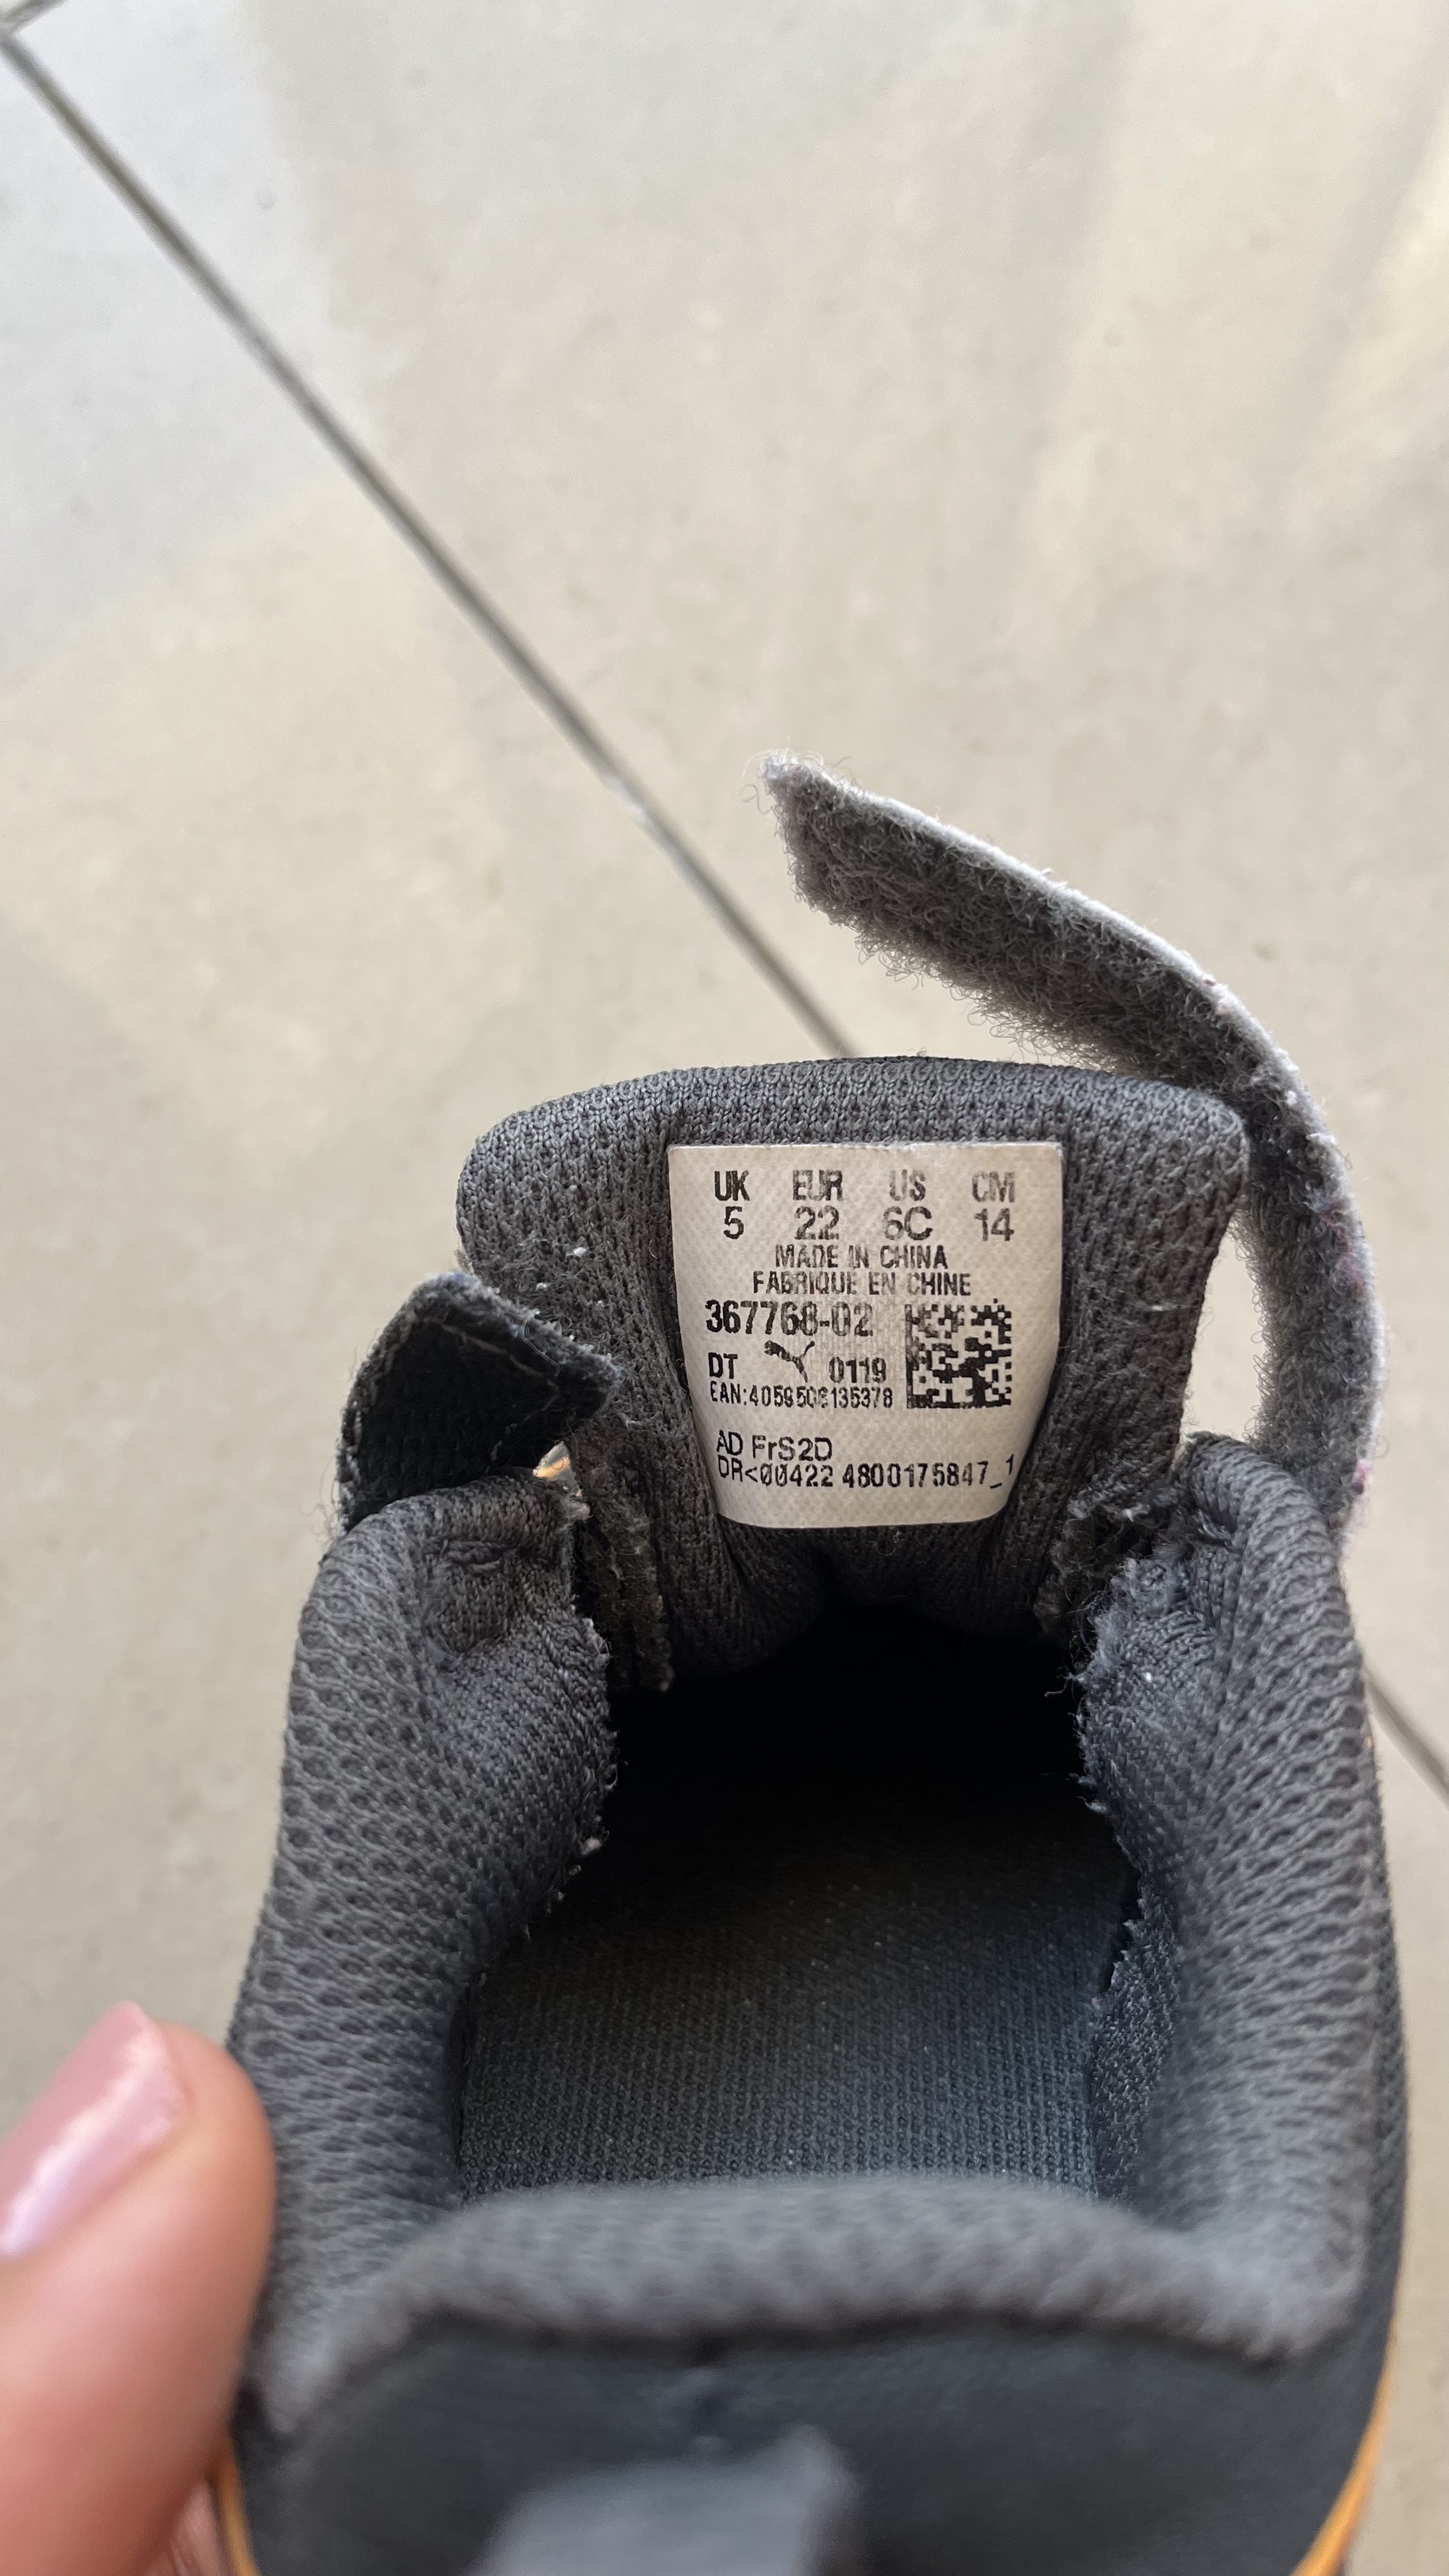 UK EUR US CM
5 22 6C 14
MADE IN CHINA
FABRIQUE EN CHINE
367768-02
DT 0119
EAN:4059506135378
AD FrS2D
DR<00422 4800175847_1